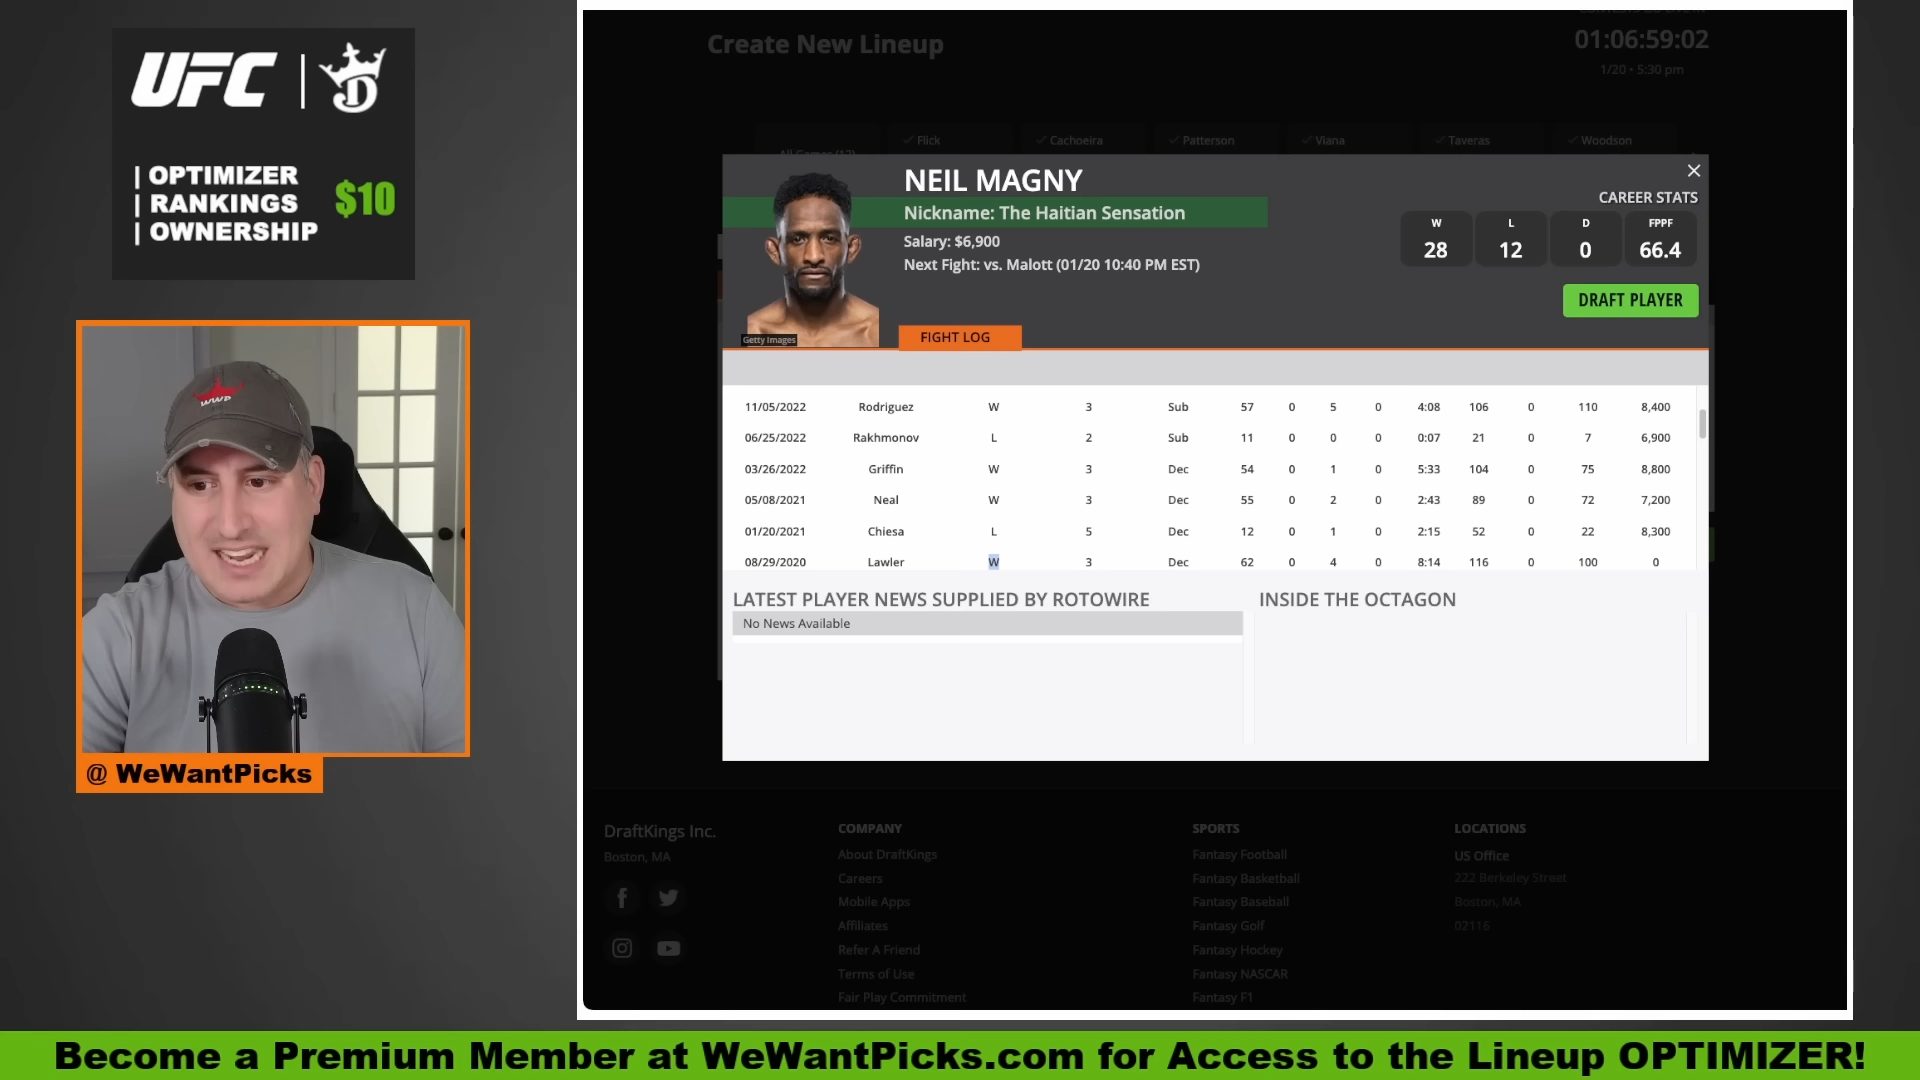 UFC
| OPTIMIZER
| RANKINGS
| OWNERSHIP
$10
WWP
@ WeWantPicks
Create New Lineup
01:06:59:02
1/20 • 5:30 pm
Flick
Cachoeira
Patterson
Viana
Taveras
Woodson
NEIL MAGNY
Nickname: The Haitian Sensation
Salary: $6,900
Next Fight: vs. Malott (01/20 10:40 PM EST)
Getty Images
CAREER STATS
W L D FPPF
28 12 0 66.4
DRAFT PLAYER
FIGHT LOG
11/05/2022 Rodriguez W 3 Sub 57 0 5 0 4:08 106 0 110 8,400
06/25/2022 Rakhmonov L 2 Sub 11 0 0 0 0:07 21 0 7 6,900
03/26/2022 Griffin W 3 Dec 54 0 1 0 5:33 104 0 75 8,800
05/08/2021 Neal W 3 Dec 55 0 2 0 2:43 89 0 72 7,200
01/20/2021 Chiesa L 5 Dec 12 0 1 0 2:15 52 0 22 8,300
08/29/2020 Lawler W 3 Dec 62 0 4 0 8:14 116 0 100 0
LATEST PLAYER NEWS SUPPLIED BY ROTOWIRE
No News Available
INSIDE THE OCTAGON
DraftKings Inc.
Boston, MA
COMPANY
About DraftKings
Careers
Mobile Apps
Affiliates
Refer A Friend
Terms of Use
Fair Play Commitment
SPORTS
Fantasy Football
Fantasy Basketball
Fantasy Baseball
Fantasy Golf
Fantasy Hockey
Fantasy NASCAR
Fantasy F1
LOCATIONS
US Office
222 Berkeley Street
Boston, MA
02116
Become a Premium Member at WeWantPicks.com for Access to the Lineup OPTIMIZER!